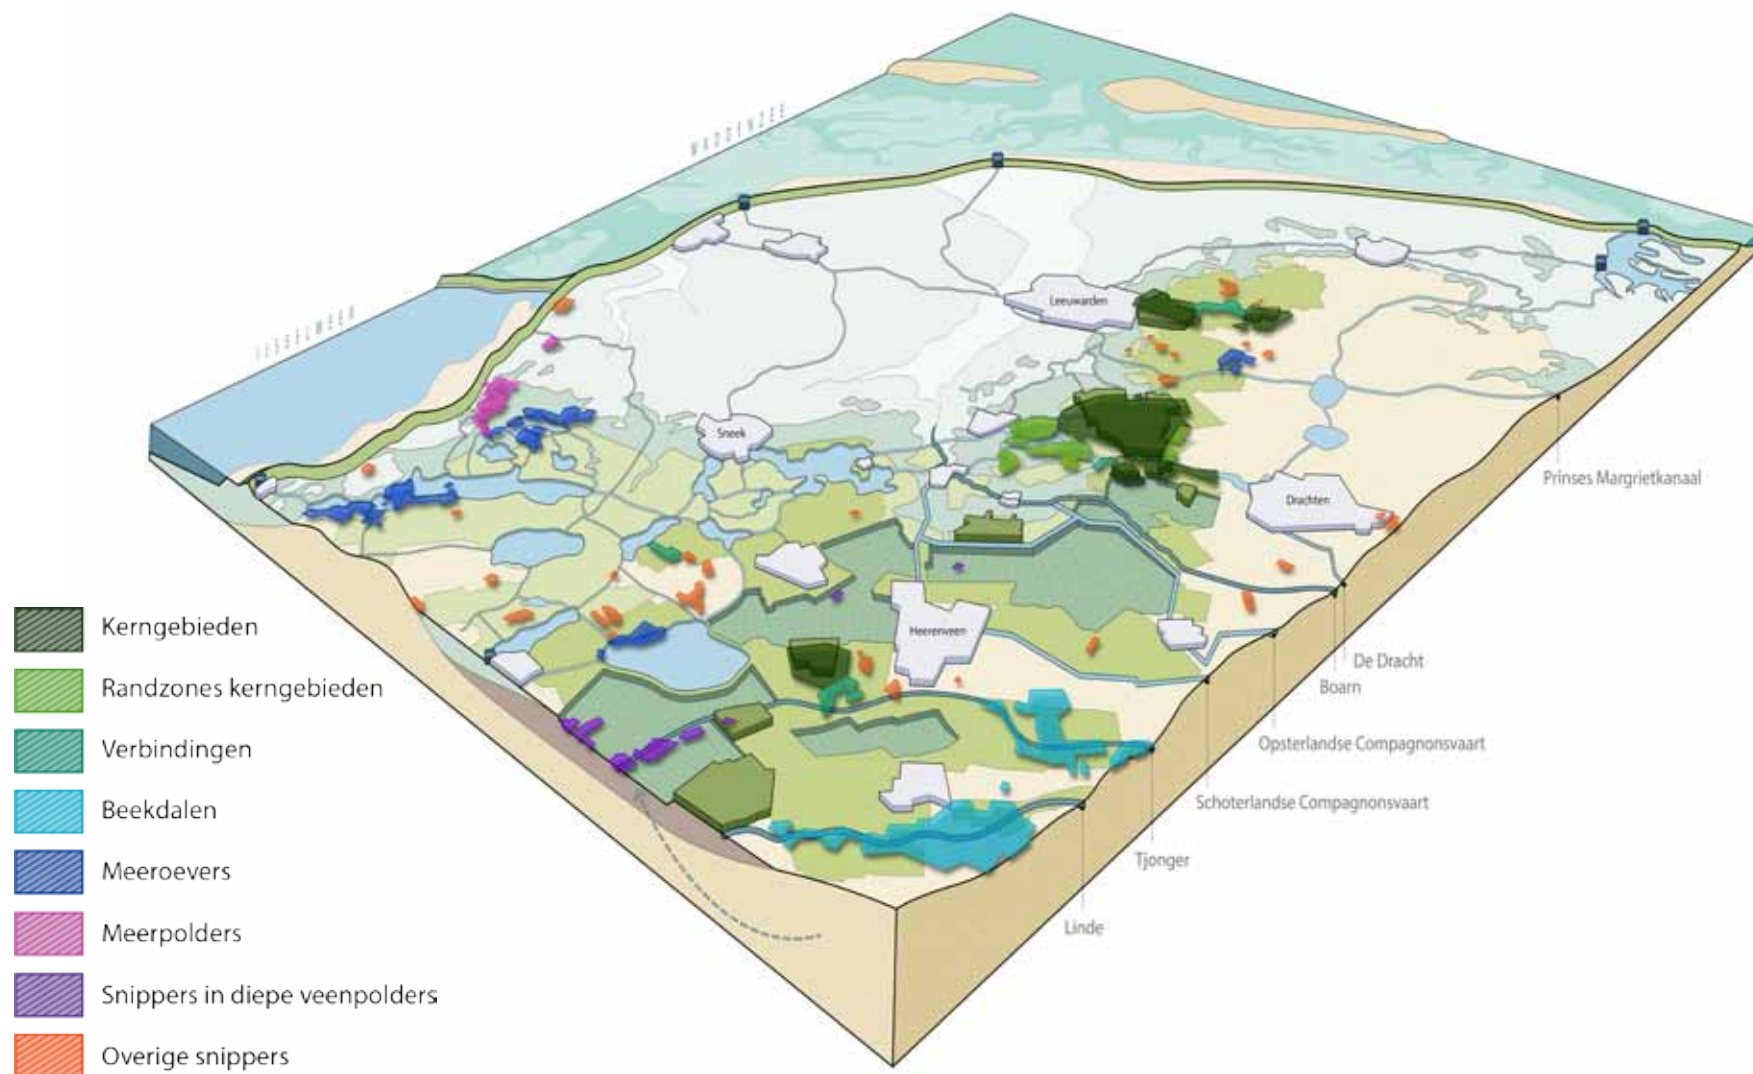 WADDENZEE
IJSSELMEER
Leeuwarden
Sneek
Drachten
Heerenveen
Prinses Margrietkanaal
De Dracht
Boarn
Opsterlandse Compagnonsvaart
Schoterlandse Compagnonsvaart
Tjonger
Linde
Kerngebieden
Randzones kerngebieden
Verbindingen
Beekdalen
Meeroevers
Meerpolders
Snippers in diepe veenpolders
Overige snippers